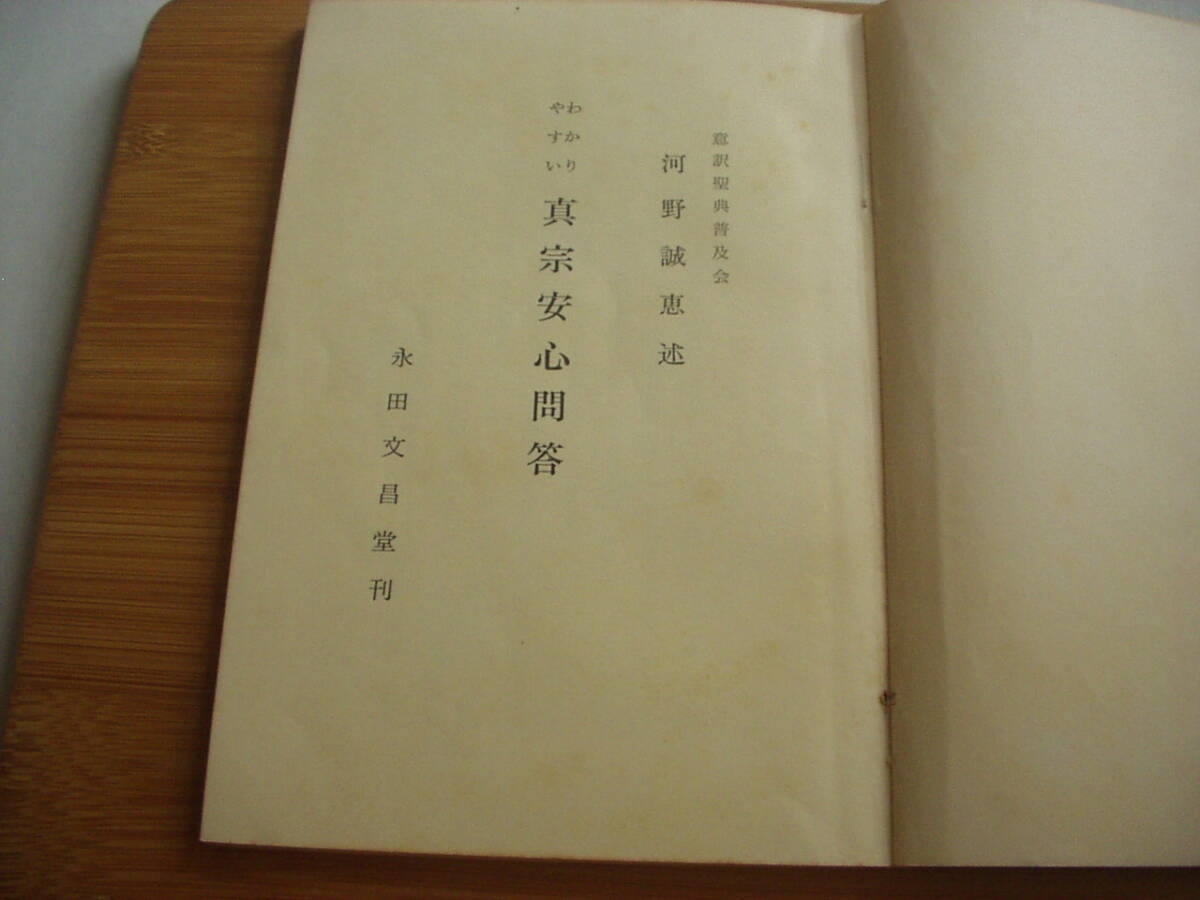 意訳聖典普及会
河野誠恵述
わかり
やすい
真宗安心問答
永田文昌堂刊